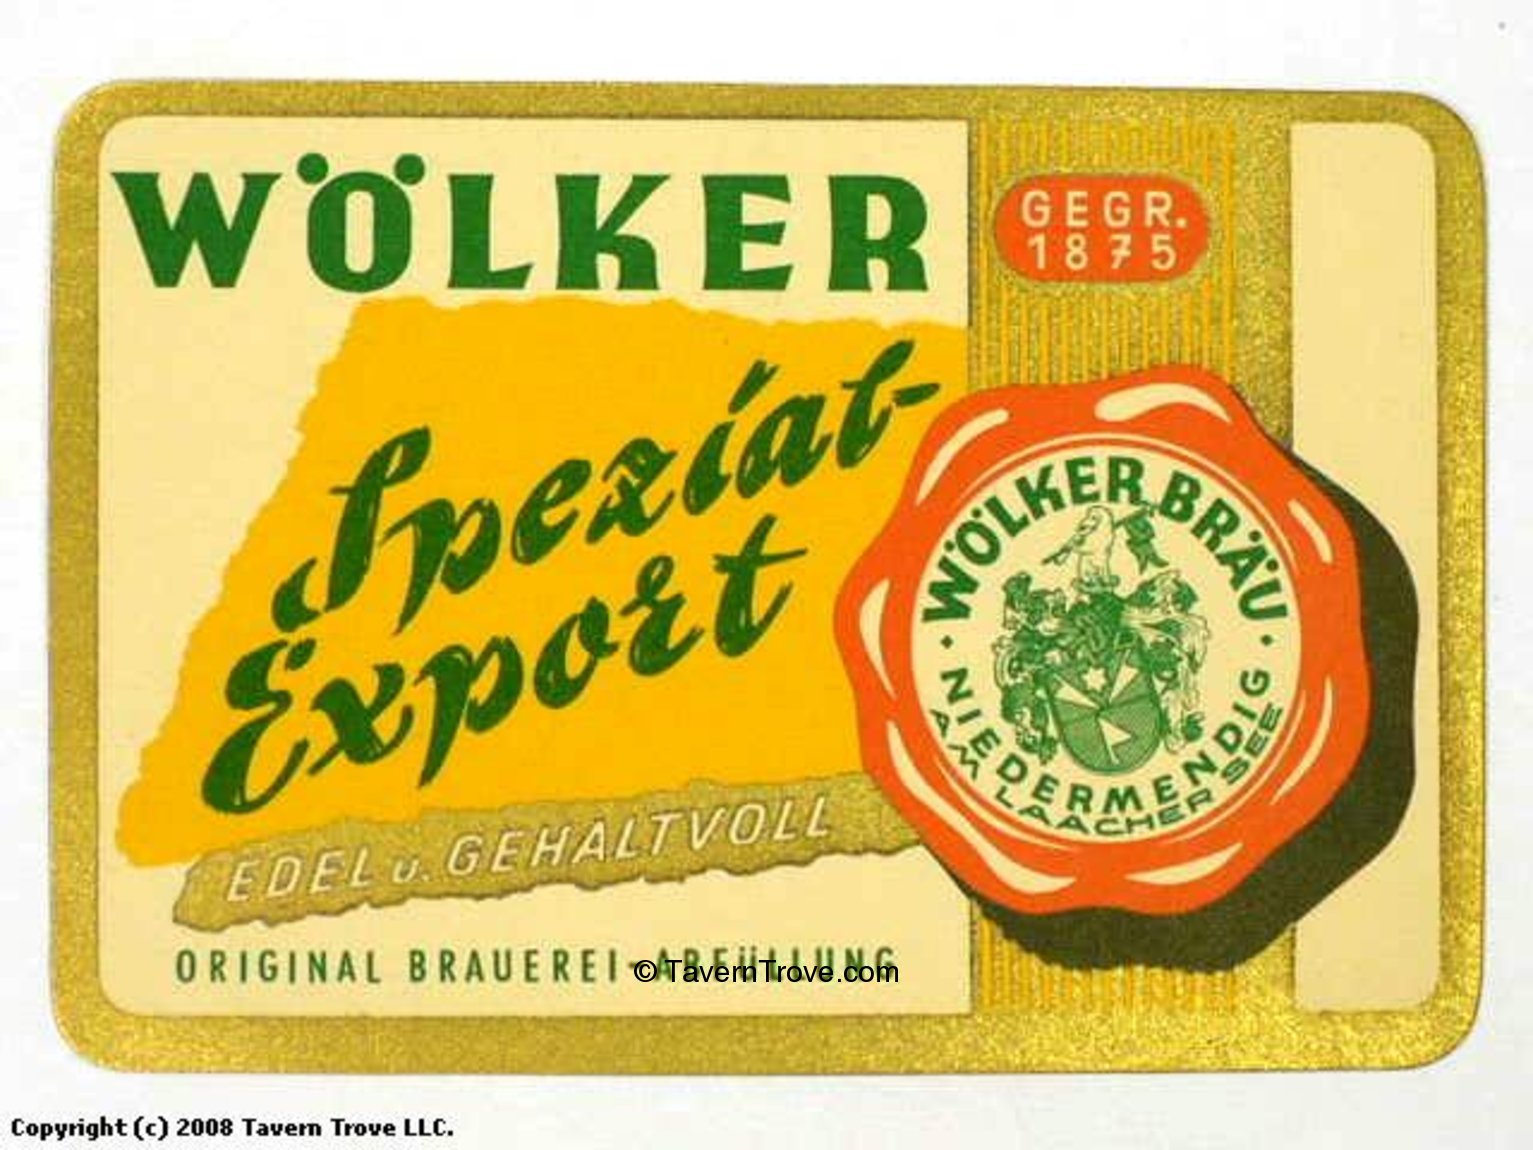 WÖLKER
GEGR.
1875
Spezial-
Export
WÖLKER BRÄU
· NIEDERMENDIG ·
AM LAACHER SEE
EDEL u. GEHALTVOLL
ORIGINAL BRAUEREI-ABFÜLLUNG
© TavernTrove.com
Copyright (c) 2008 Tavern Trove LLC.